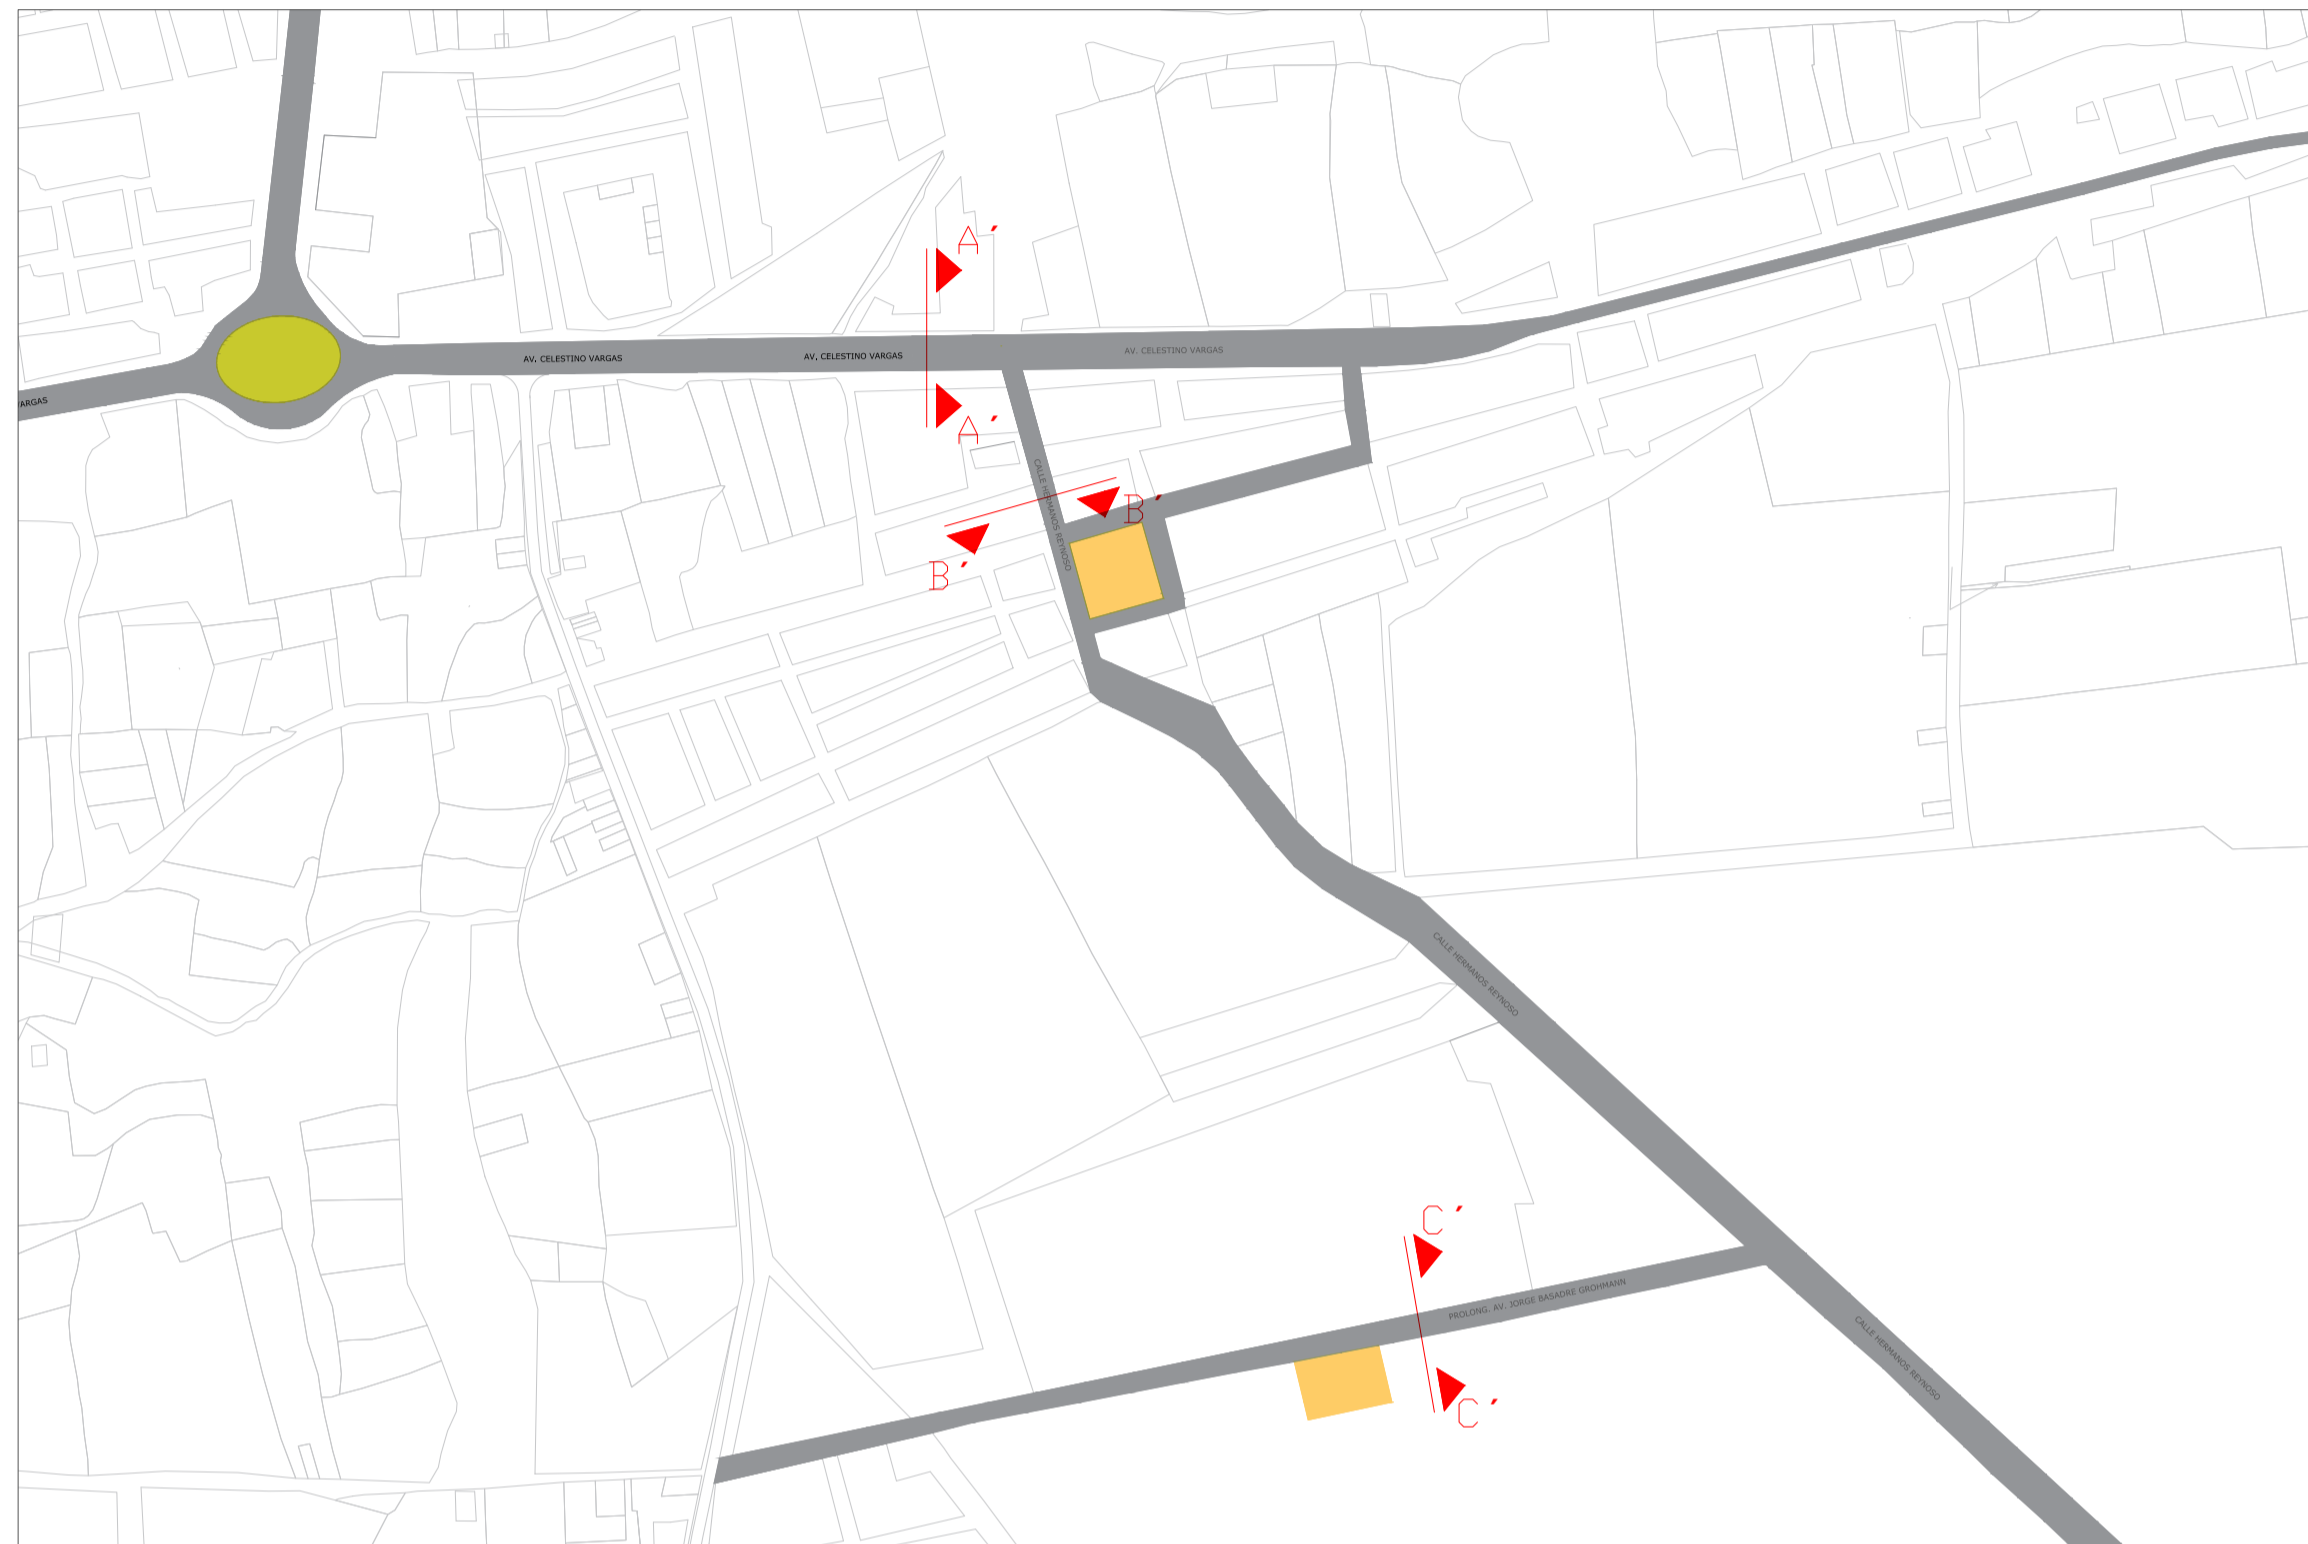 A´
AV. CELESTINO VARGAS
AV. CELESTINO VARGAS
AV. CELESTINO VARGAS
VARGAS
A´
CALLE HERMANOS REYNOSO
B´
B´
CALLE HERMANOS REYNOSO
C´
PROLONG. AV. JORGE BASADRE GROHMANN
CALLE HERMANOS REYNOSO
C´